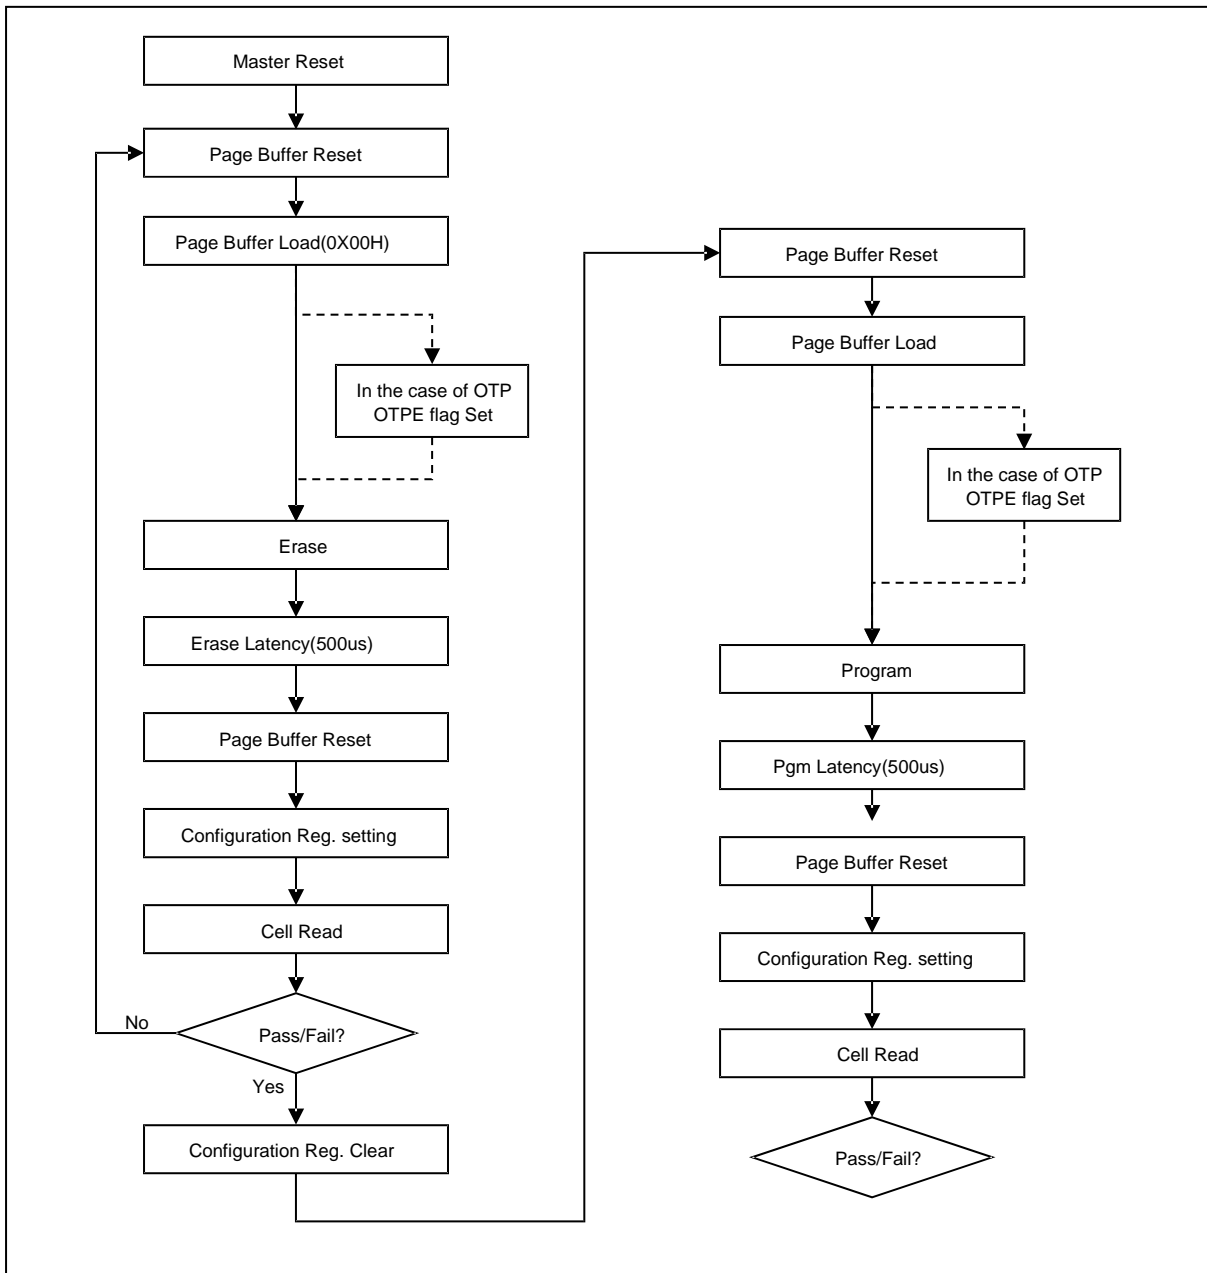 Master Reset
Page Buffer Reset
Page Buffer Load(0X00H)
In the case of OTP
OTPE flag Set
Erase
Erase Latency(500us)
Page Buffer Reset
Configuration Reg. setting
Cell Read
No
Pass/Fail?
Yes
Configuration Reg. Clear
Page Buffer Reset
Page Buffer Load
In the case of OTP
OTPE flag Set
Program
Pgm Latency(500us)
Page Buffer Reset
Configuration Reg. setting
Cell Read
Pass/Fail?